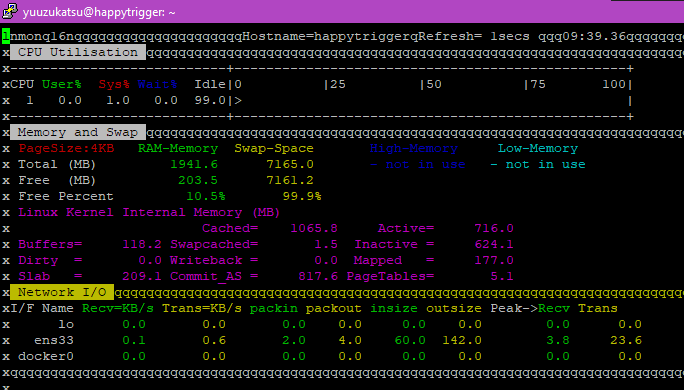 yuuzukatsu@happytrigger: ~
lnmonql6nqqqqqqqqqqqqqqqqqqqqqHostname=happytriggerqRefresh= 1secs qqq09:39.36qqqqqqq
x CPU Utilisation qqqqqqqqqqqqqqqqqqqqqqqqqqqqqqqqqqqqqqqqqqqqqqqqqqqqqqqqqqqqqqqqqqq
x---------------------------+-------------------------------------------------+
xCPU User% Sys% Wait% Idle|0 |25 |50 |75 100|
x 1 0.0 1.0 0.0 99.0|> |
x---------------------------+-------------------------------------------------+
x Memory and Swap qqqqqqqqqqqqqqqqqqqqqqqqqqqqqqqqqqqqqqqqqqqqqqqqqqqqqqqqqqqqqqqqqqq
x PageSize:4KB RAM-Memory Swap-Space High-Memory Low-Memory
x Total (MB) 1941.6 7165.0 - not in use - not in use
x Free (MB) 203.5 7161.2
x Free Percent 10.5% 99.9%
x Linux Kernel Internal Memory (MB)
x Cached= 1065.8 Active= 716.0
x Buffers= 118.2 Swapcached= 1.5 Inactive = 624.1
x Dirty = 0.0 Writeback = 0.0 Mapped = 177.0
x Slab = 209.1 Commit_AS = 817.6 PageTables= 5.1
x Network I/O qqqqqqqqqqqqqqqqqqqqqqqqqqqqqqqqqqqqqqqqqqqqqqqqqqqqqqqqqqqqqqqqqqqqqqq
xI/F Name Recv=KB/s Trans=KB/s packin packout insize outsize Peak->Recv Trans
x lo 0.0 0.0 0.0 0.0 0.0 0.0 0.0 0.0
x ens33 0.1 0.6 2.0 4.0 60.0 142.0 3.8 23.6
x docker0 0.0 0.0 0.0 0.0 0.0 0.0 0.0 0.0
xqqqqqqqqqqqqqqqqqqqqqqqqqqqqqqqqqqqqqqqqqqqqqqqqqqqqqqqqqqqqqqqqqqqqqqqqqqqqqqqqqqqq